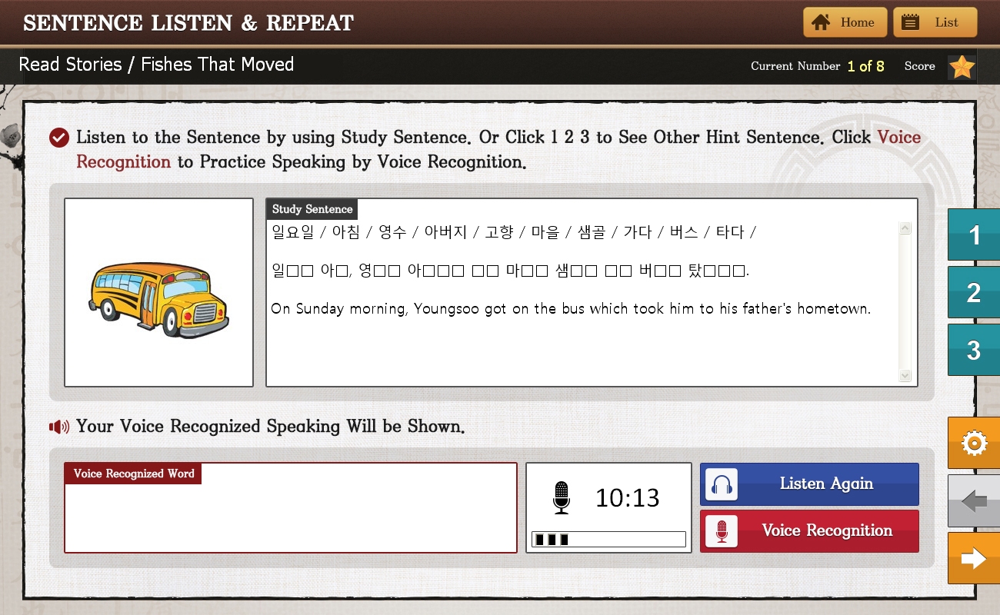 SENTENCE LISTEN & REPEAT
Home
List
Read Stories / Fishes That Moved
Current Number 1 of 8 Score
Listen to the Sentence by using Study Sentence. Or Click 1 2 3 to See Other Hint Sentence. Click Voice
Recognition to Practice Speaking by Voice Recognition.
Study Sentence
일요일 / 아침 / 영수 / 아버지 / 고향 / 마을 / 샘골 / 가다 / 버스 / 타다 /
일□□ 아□, 영□□ 아□□□ □□ 마□□ 샘□□ □□ 버□□ 탔□□□.
On Sunday morning, Youngsoo got on the bus which took him to his father's hometown.
1
2
3
Your Voice Recognized Speaking Will be Shown.
Voice Recognized Word
10:13
Listen Again
Voice Recognition